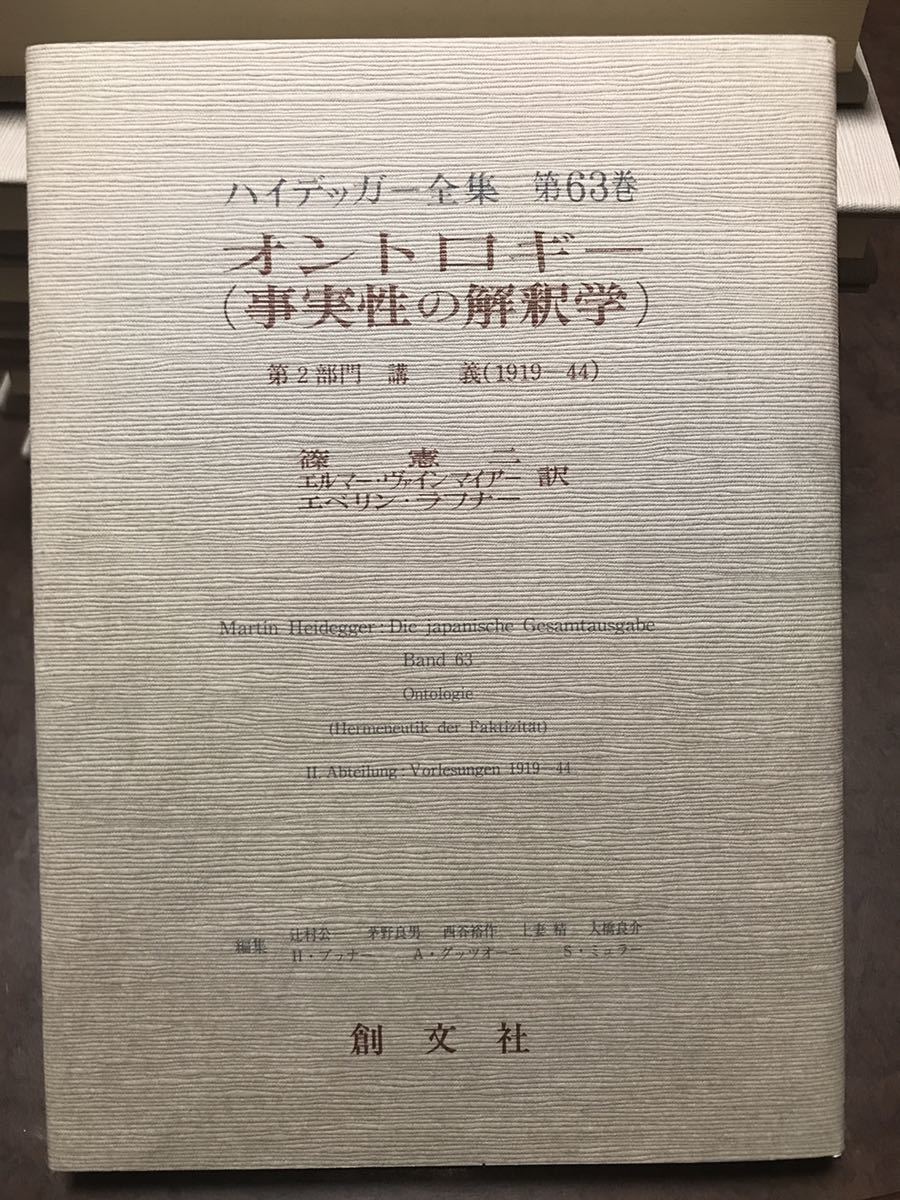 ハイデッガー全集 第63巻
オントロギー
(事実性の解釈学)
第2部門 講 義(1919-44)
篠 憲 二
エルマー・ヴァインマイアー 訳
エベリン・ラフナー
Martin Heidegger: Die japanische Gesamtausgabe
Band 63
Ontologie
(Hermeneutik der Faktizität)
II. Abteilung: Vorlesungen 1919-44
編集 辻村公一 茅野良男 西谷裕作 上妻 精 大橋良介
H・ブフナー A・グッツオーニ S・ミュラー
創文社